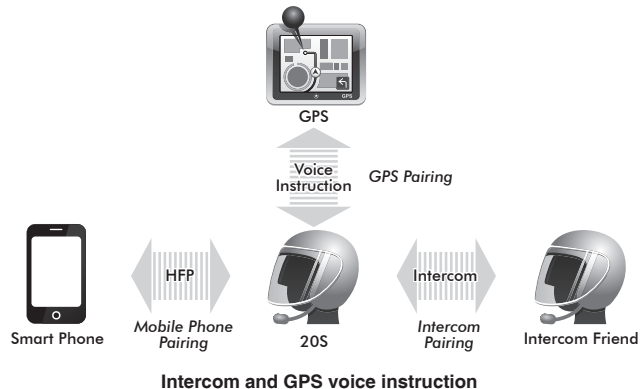 GPS
GPS
Voice
Instruction
GPS Pairing
HFP
Intercom
Smart Phone
Mobile Phone
Pairing
20S
Intercom
Pairing
Intercom Friend
Intercom and GPS voice instruction